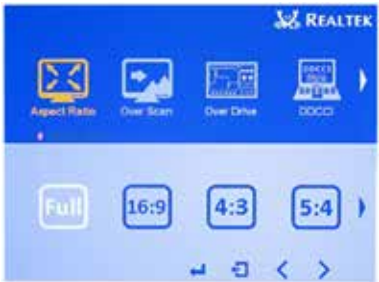 REALTEK
Aspect Ratio
Over Scan
Over Drive
DDCCI
Full
16:9
4:3
5:4